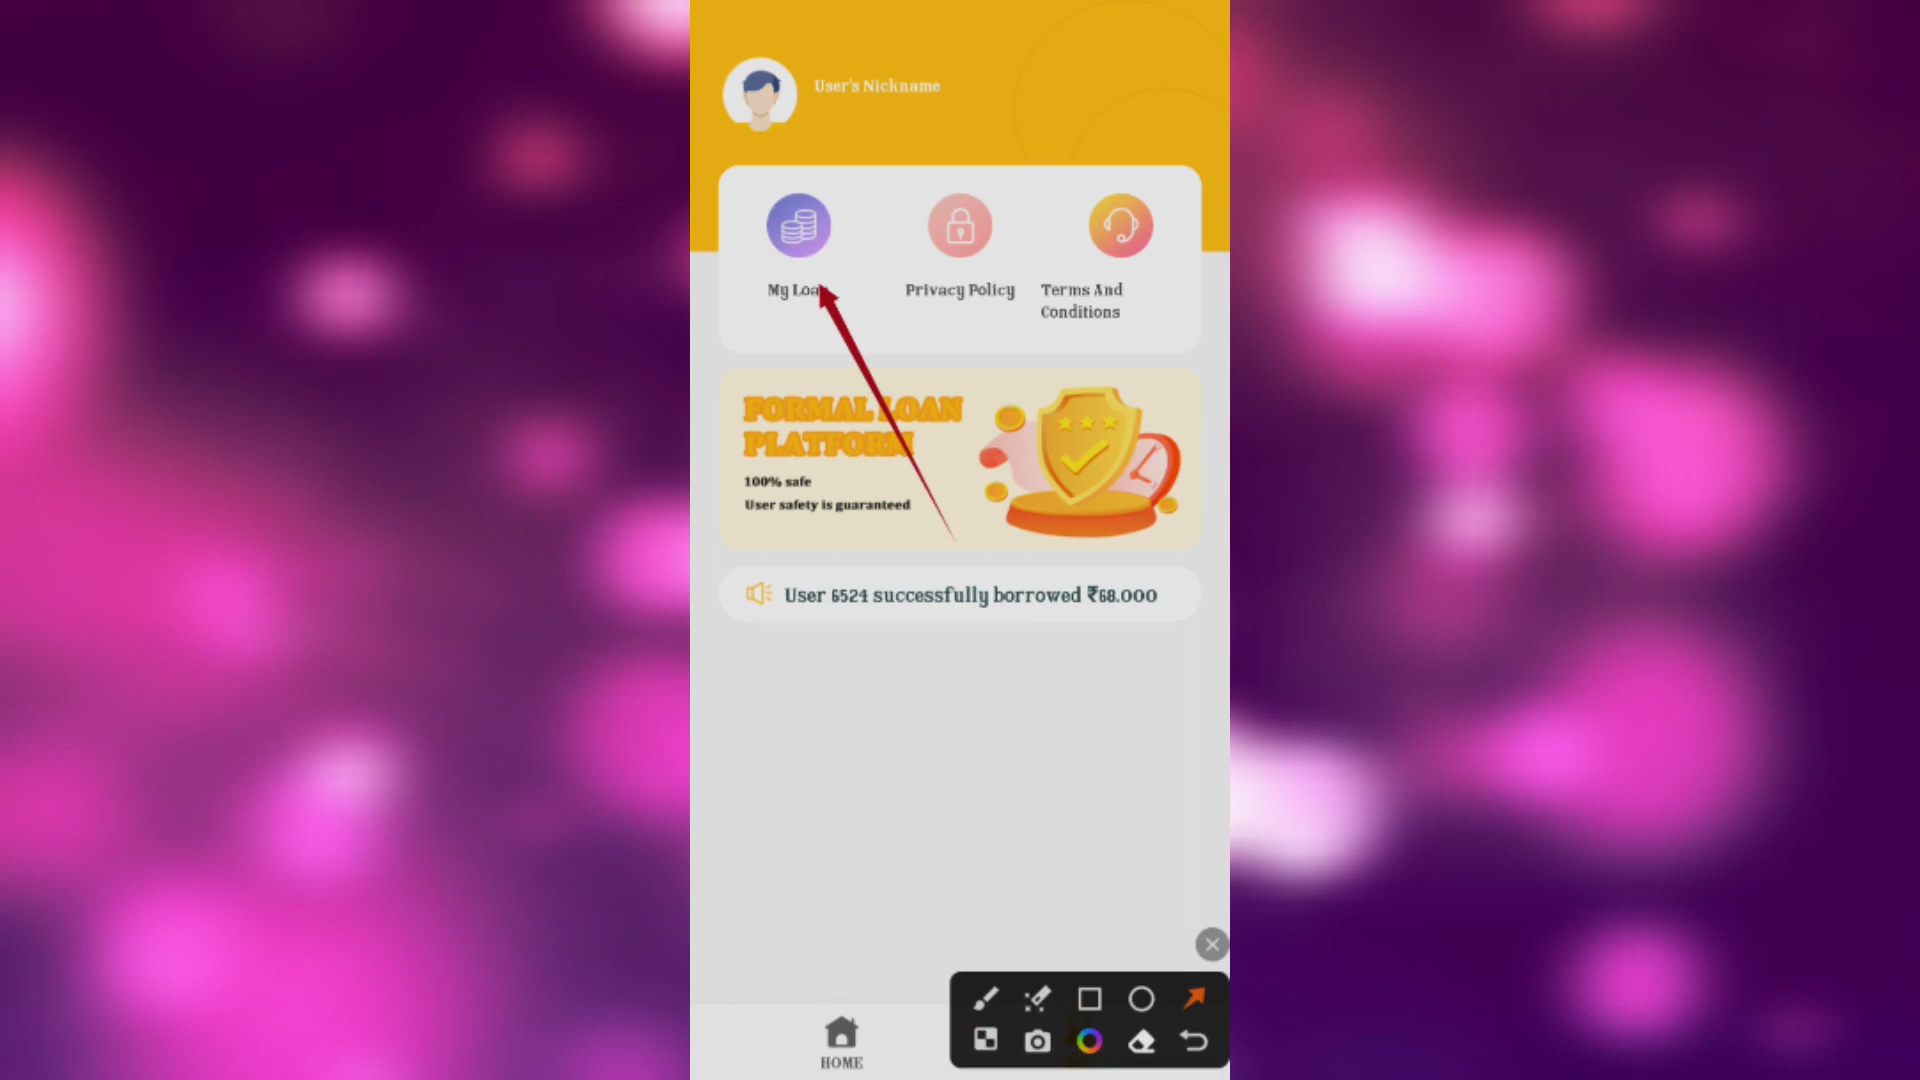 User's Nickname
My Loan
Privacy Policy
Terms And
Conditions
FORMAL LOAN
PLATFORM
100% safe
User safety is guaranteed
User 6524 successfully borrowed ₹68.000
HOME